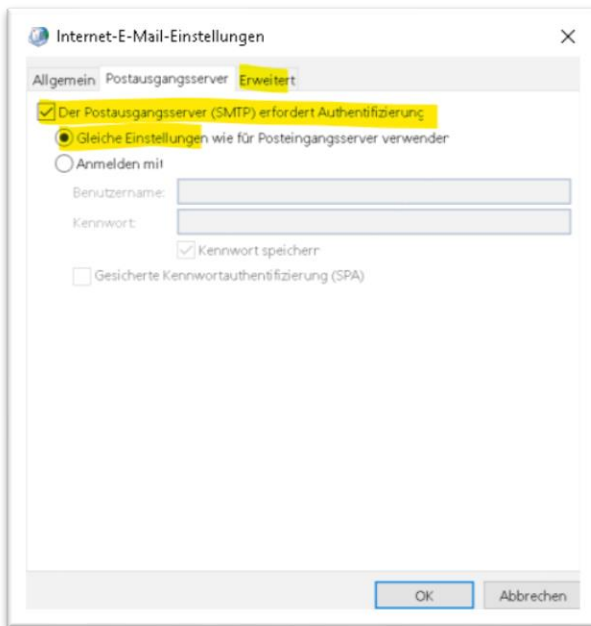 Internet-E-Mail-Einstellungen
Allgemein Postausgangsserver Erweitert
Der Postausgangsserver (SMTP) erfordert Authentifizierung
Gleiche Einstellungen wie für Posteingangsserver verwenden
Anmelden mit
Benutzername:
Kennwort:
Kennwort speichern
Gesicherte Kennwortauthentifizierung (SPA)
OK Abbrechen